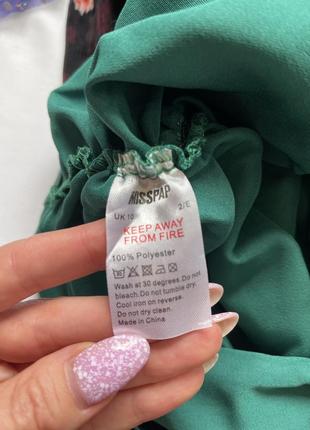 MISSPAP
UK 10
2/E
KEEP AWAY
FROM FIRE
100% Polyester
Wash at 30 degrees.Do not
bleach.Do not tumble dry.
Cool iron on reverse.
Do not dry clean.
Made in China